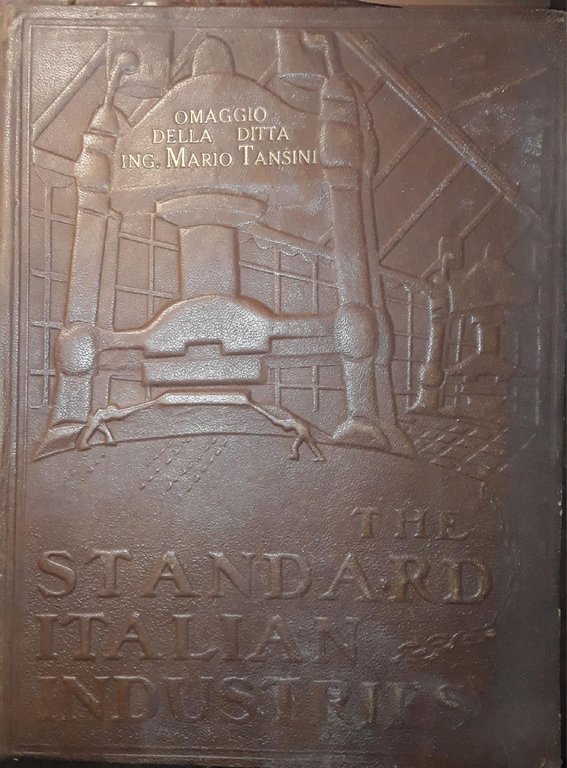 OMAGGIO
DELLA DITTA
ING. MARIO TANSINI
THE
STANDARD
ITALIAN
INDUSTRIES